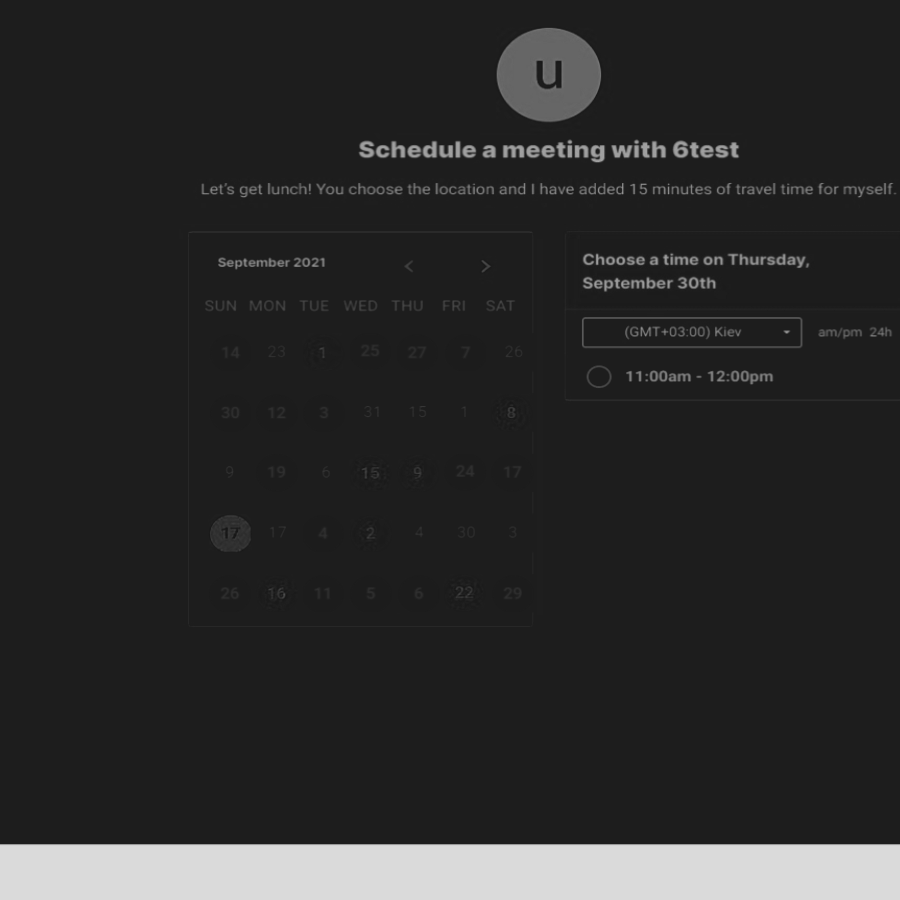 u
Schedule a meeting with 6test
Let's get lunch! You choose the location and I have added 15 minutes of travel time for myself.
September 2021 < >
SUN MON TUE WED THU FRI SAT
14 23 1 25 27 7 26
30 12 3 31 15 1 8
9 19 6 15 9 24 17
17 17 4 2 4 30 3
26 16 11 5 6 22 29
Choose a time on Thursday,
September 30th
(GMT+03:00) Kiev am/pm 24h
11:00am - 12:00pm